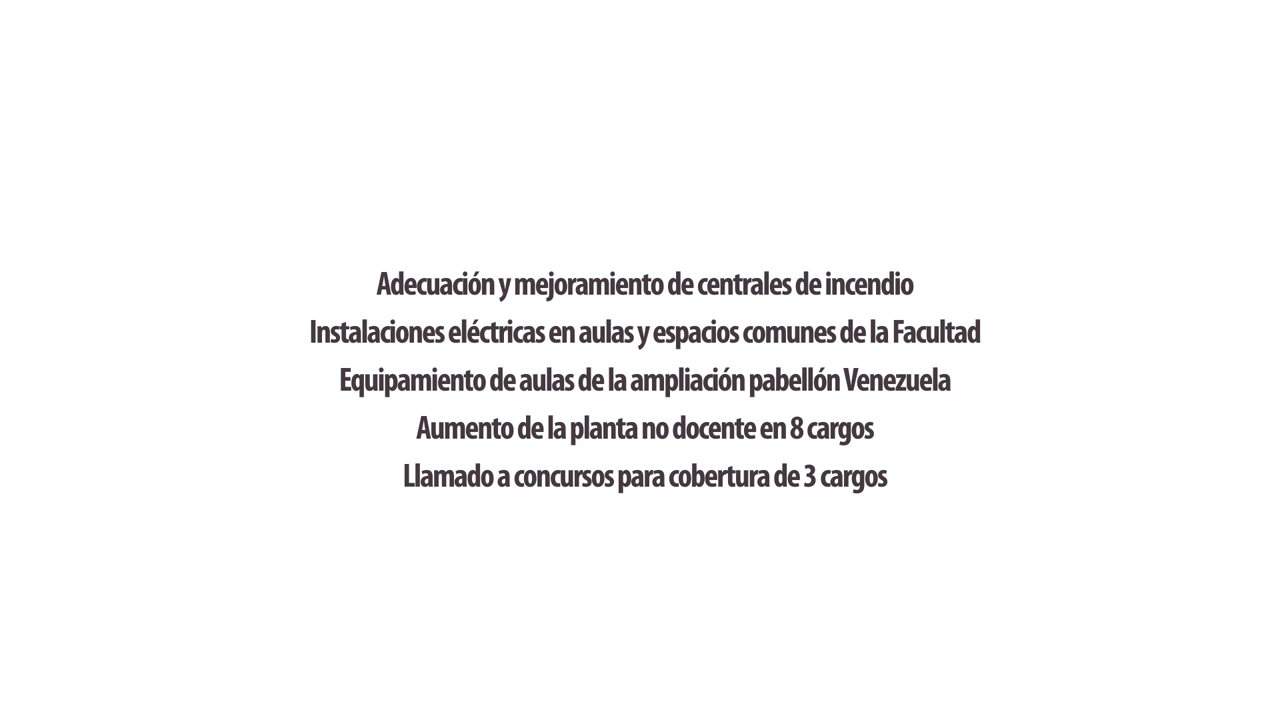 Adecuación y mejoramiento de centrales de incendio
Instalaciones eléctricas en aulas y espacios comunes de la Facultad
Equipamiento de aulas de la ampliación pabellón Venezuela
Aumento de la planta no docente en 8 cargos
Llamado a concursos para cobertura de 3 cargos